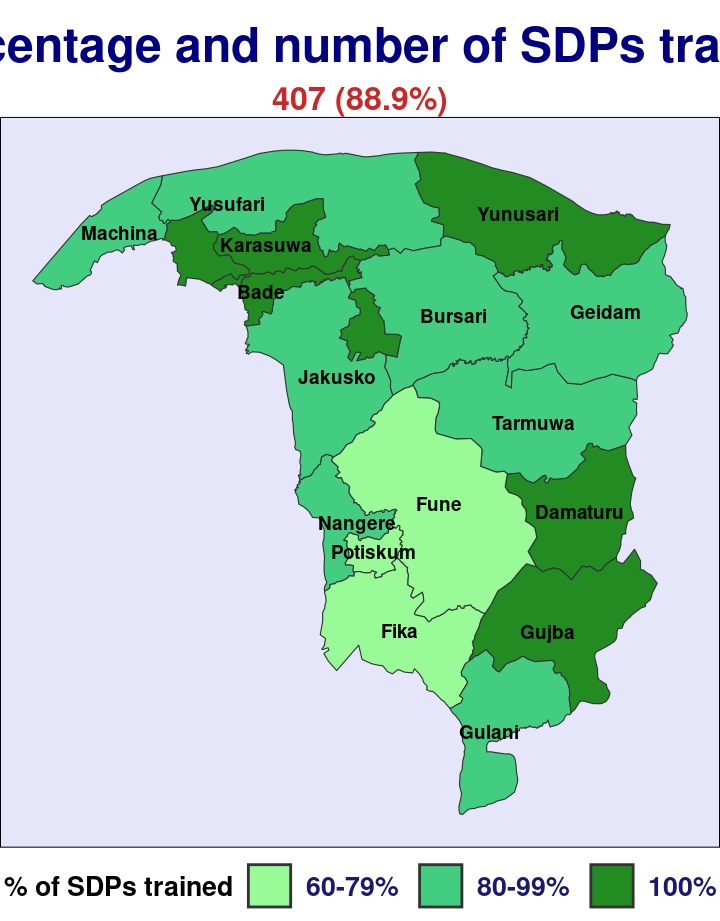 centage and number of SDPs tra
407 (88.9%)
Yusufari
Yunusari
Machina
Karasuwa
Bade
Geidam
Bursari
Jakusko
Tarmuwa
Fune
Damaturu
Nangere
Potiskum
Fika
Gujba
Gulani
% of SDPs trained 60-79% 80-99% 100%